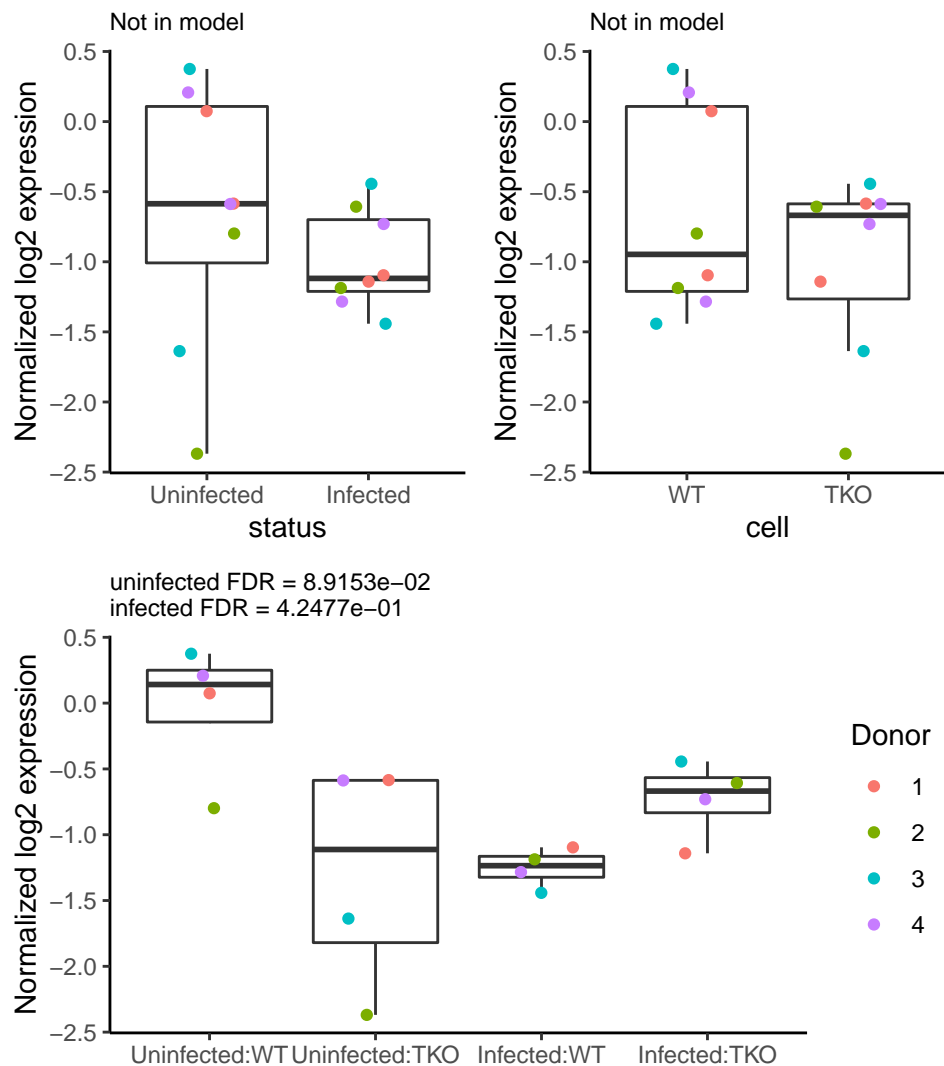 Not in model
Normalized log2 expression
0.5
0.0
−0.5
−1.0
−1.5
−2.0
−2.5
Uninfected Infected
status
Not in model
Normalized log2 expression
0.5
0.0
−0.5
−1.0
−1.5
−2.0
−2.5
WT TKO
cell
uninfected FDR = 8.9153e−02
infected FDR = 4.2477e−01
Normalized log2 expression
0.5
0.0
−0.5
−1.0
−1.5
−2.0
−2.5
Uninfected:WT Uninfected:TKO Infected:WT Infected:TKO
Donor
1
2
3
4